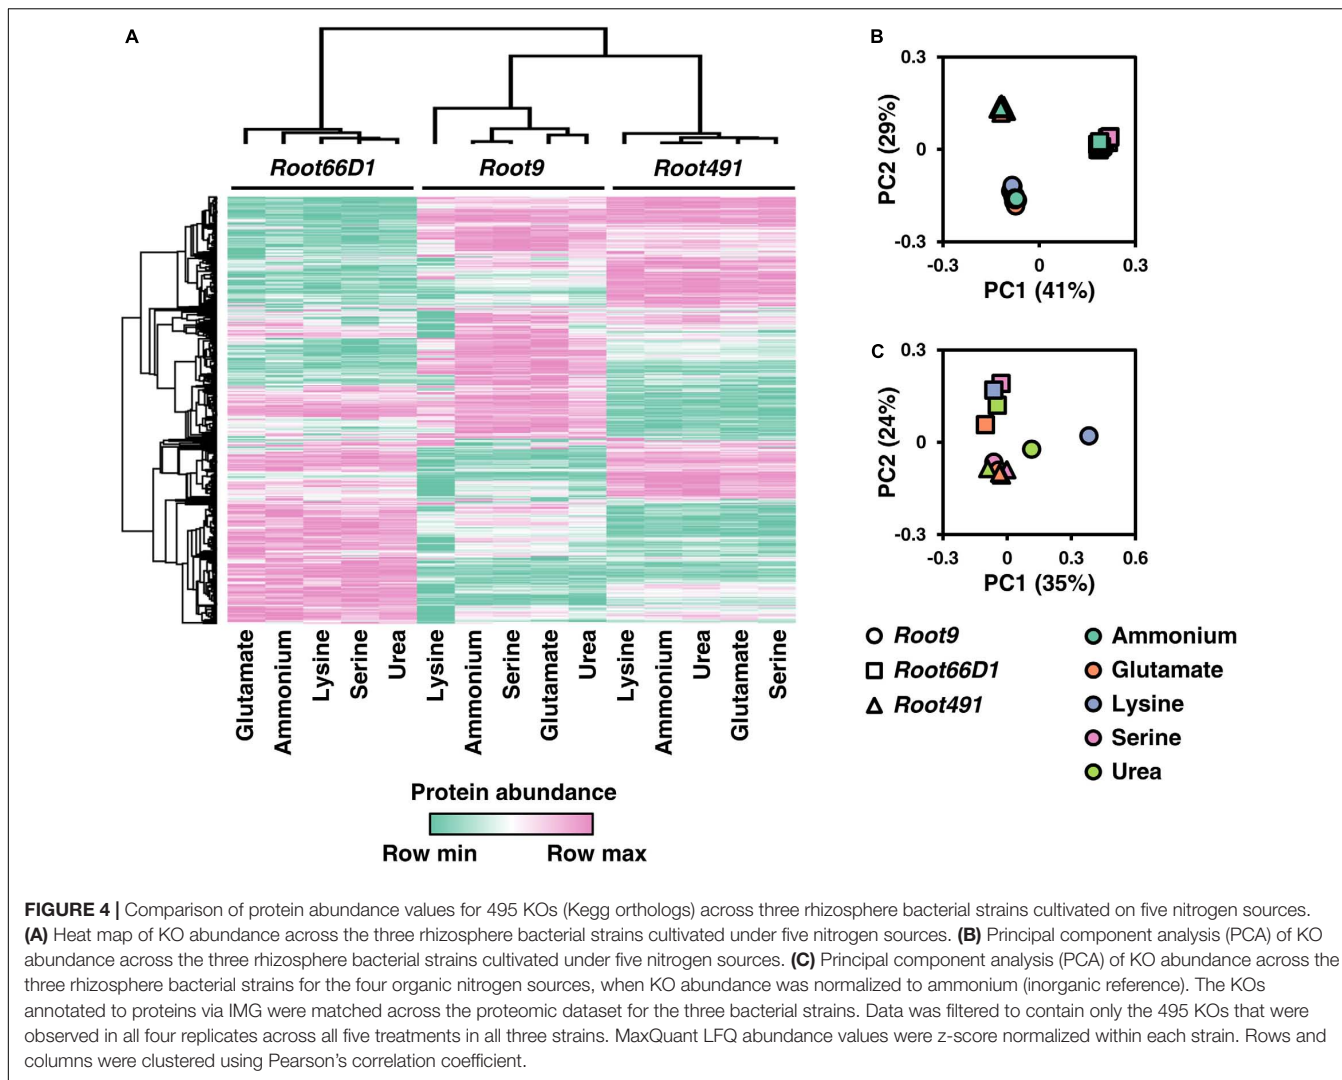 A
Root66D1
Root9
Root491
Glutamate
Ammonium
Lysine
Serine
Urea
Lysine
Ammonium
Serine
Glutamate
Urea
Lysine
Ammonium
Urea
Glutamate
Serine
Protein abundance
Row min
Row max
B
0.3
0
-0.3
PC2 (29%)
-0.3
0
0.3
PC1 (41%)
C
0.3
0
-0.3
PC2 (24%)
-0.3
0
0.3
0.6
PC1 (35%)
Root9
Root66D1
Root491
Ammonium
Glutamate
Lysine
Serine
Urea
FIGURE 4 | Comparison of protein abundance values for 495 KOs (Kegg orthologs) across three rhizosphere bacterial strains cultivated on five nitrogen sources.
(A) Heat map of KO abundance across the three rhizosphere bacterial strains cultivated under five nitrogen sources. (B) Principal component analysis (PCA) of KO
abundance across the three rhizosphere bacterial strains cultivated under five nitrogen sources. (C) Principal component analysis (PCA) of KO abundance across the
three rhizosphere bacterial strains for the four organic nitrogen sources, when KO abundance was normalized to ammonium (inorganic reference). The KOs
annotated to proteins via IMG were matched across the proteomic dataset for the three bacterial strains. Data was filtered to contain only the 495 KOs that were
observed in all four replicates across all five treatments in all three strains. MaxQuant LFQ abundance values were z-score normalized within each strain. Rows and
columns were clustered using Pearson's correlation coefficient.